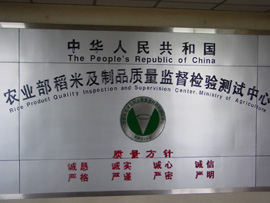 中华人民共和国
The People's Republic of China
农业部稻米及制品质量监督检验测试中心
Rice Product Quality Inspection and Supervision Center, Ministry of Agriculture
质量方针
诚恳 诚实 诚心 诚信
严格 严谨 严密 严明